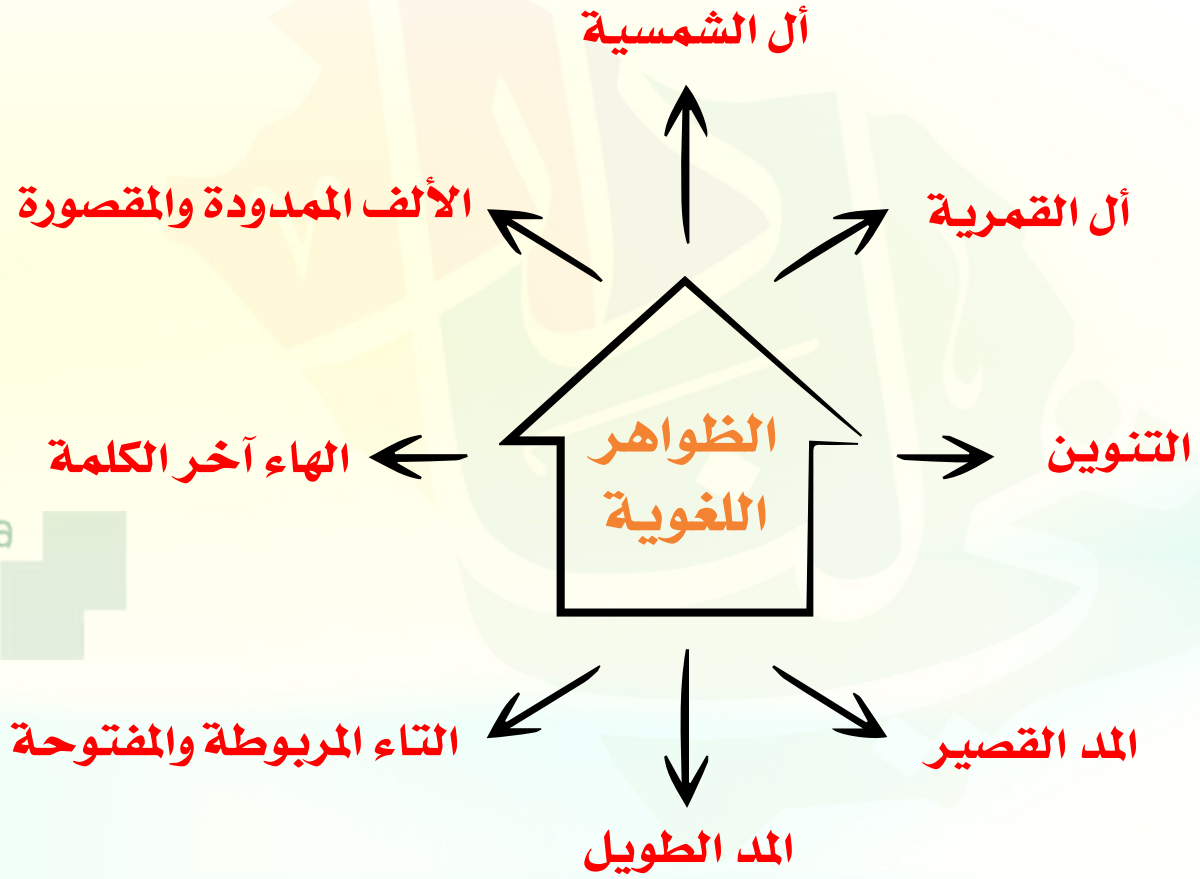 أل الشمسية
أل القمرية
الألف الممدودة والمقصورة
الظواهر
اللغوية
التنوين
الهاء آخر الكلمة
المد القصير
التاء المربوطة والمفتوحة
المد الطويل